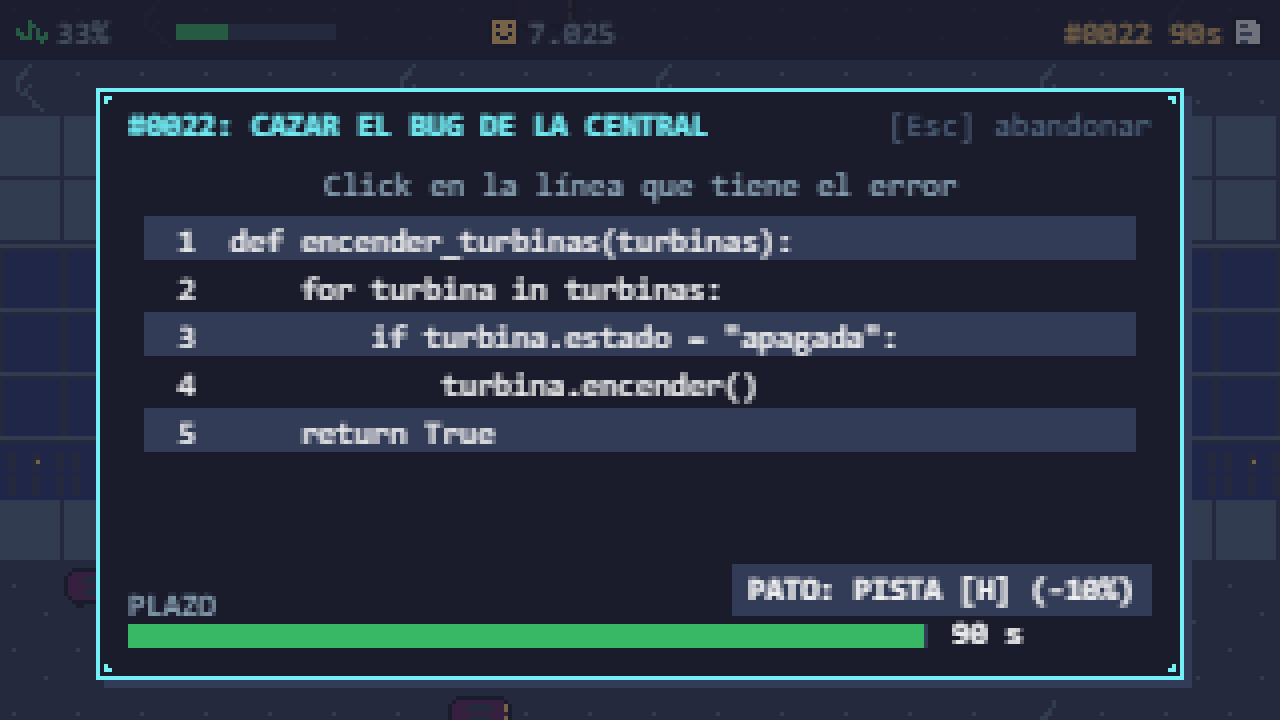 33%
7.025
#0022 90s
#0022: CAZAR EL BUG DE LA CENTRAL
[Esc] abandonar
Click en la línea que tiene el error
1 def encender_turbinas(turbinas):
2 for turbina in turbinas:
3 if turbina.estado = "apagada":
4 turbina.encender()
5 return True
PATO: PISTA [H] (-10%)
PLAZO
90 s